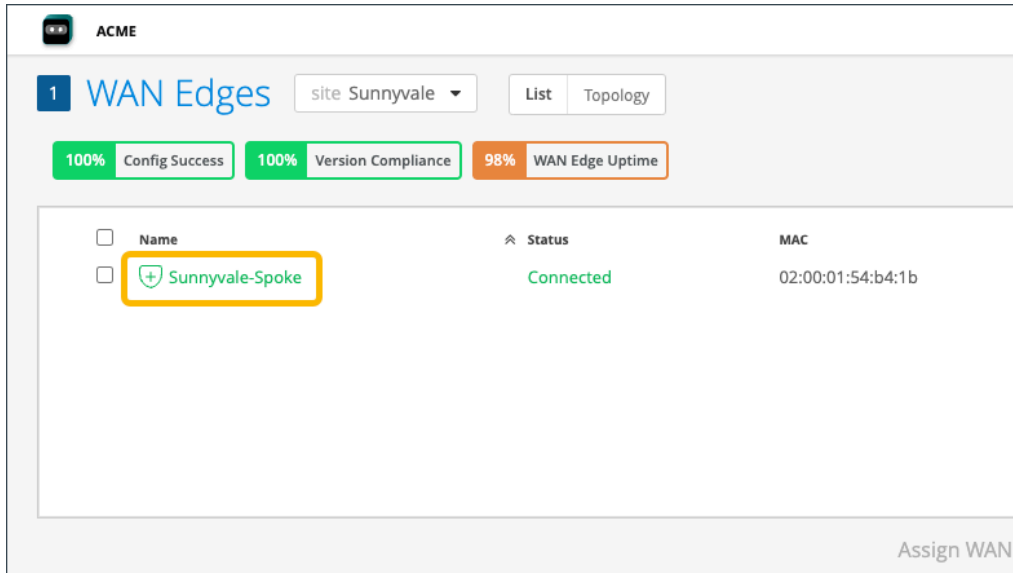 ACME
1 WAN Edges site Sunnyvale List Topology
100% Config Success 100% Version Compliance 98% WAN Edge Uptime
Name Status MAC
Sunnyvale-Spoke Connected 02:00:01:54:b4:1b
Assign WAN